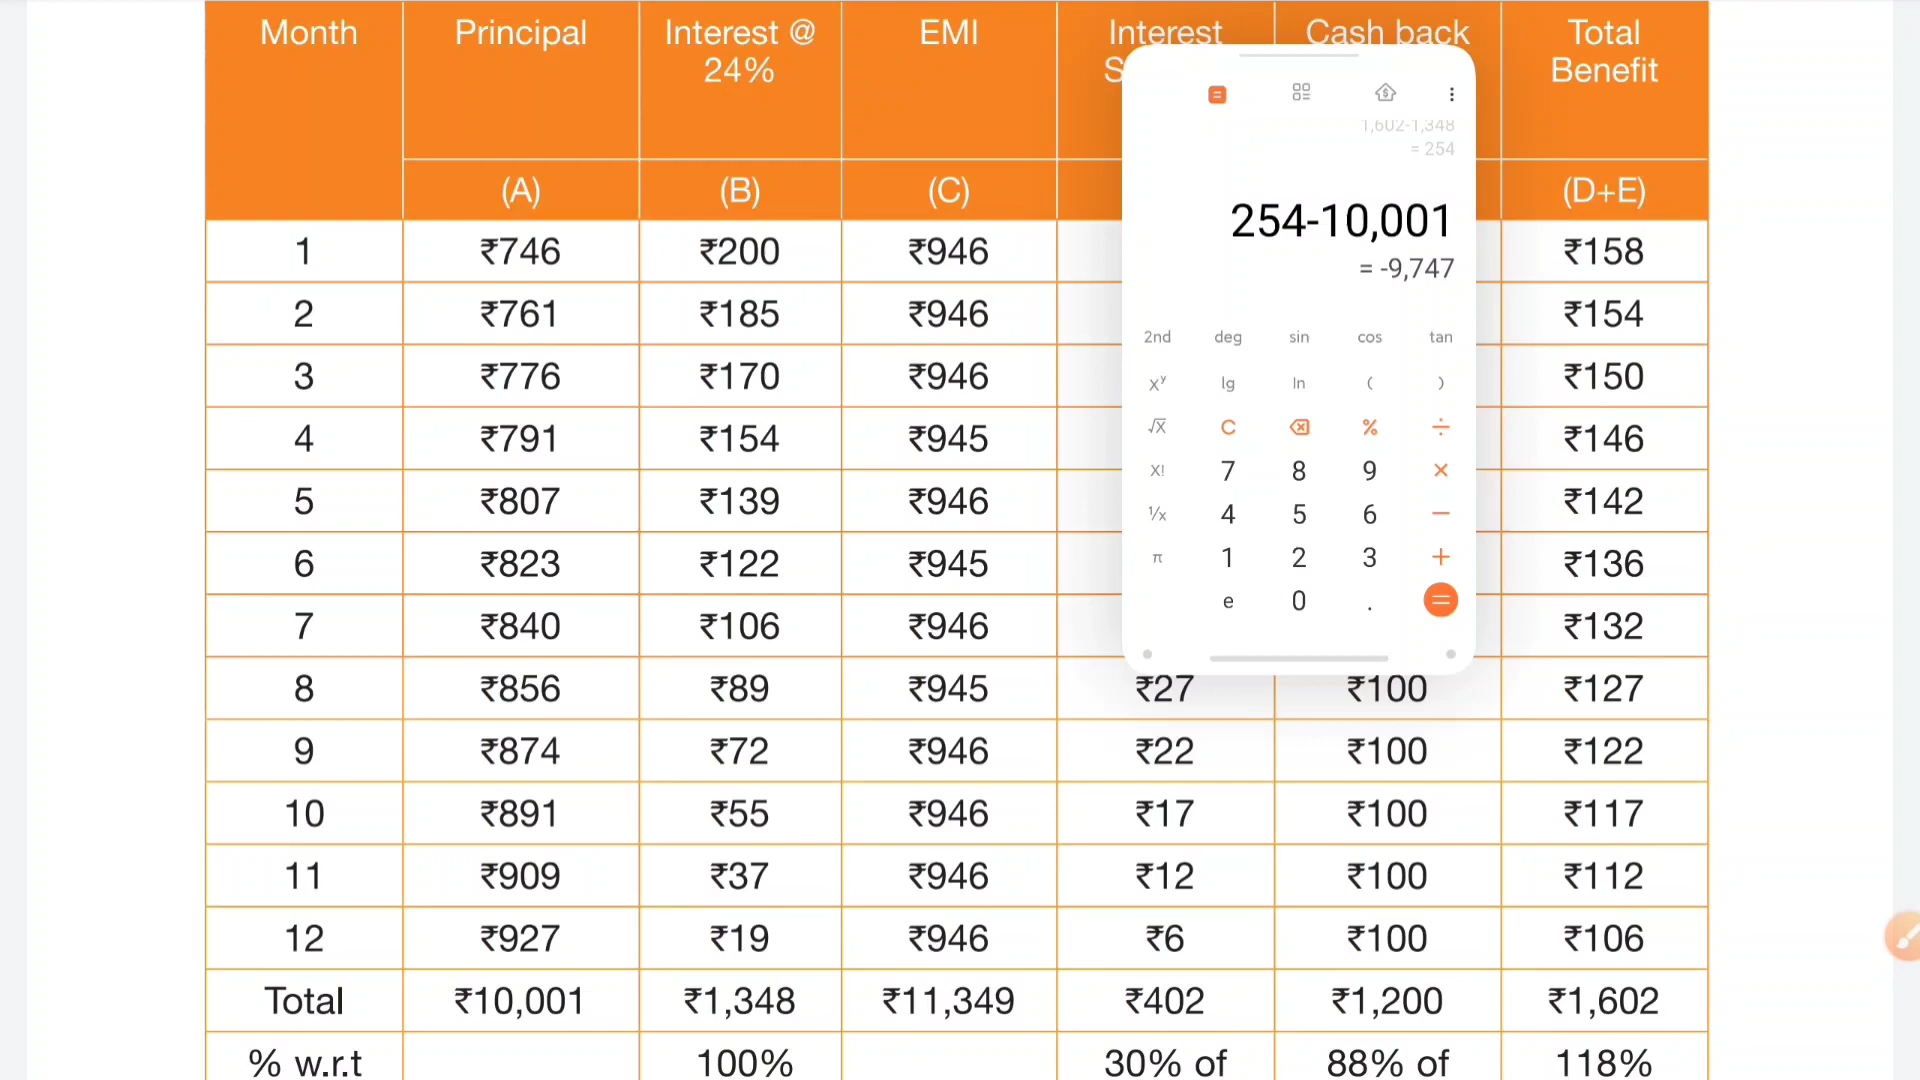 Month Principal Interest @ 24% EMI Interest Cash back Total Benefit
(A) (B) (C) (D+E)
1 ₹746 ₹200 ₹946 ₹158
2 ₹761 ₹185 ₹946 ₹154
3 ₹776 ₹170 ₹946 ₹150
4 ₹791 ₹154 ₹945 ₹146
5 ₹807 ₹139 ₹946 ₹142
6 ₹823 ₹122 ₹945 ₹136
7 ₹840 ₹106 ₹946 ₹132
8 ₹856 ₹89 ₹945 ₹27 ₹100 ₹127
9 ₹874 ₹72 ₹946 ₹22 ₹100 ₹122
10 ₹891 ₹55 ₹946 ₹17 ₹100 ₹117
11 ₹909 ₹37 ₹946 ₹12 ₹100 ₹112
12 ₹927 ₹19 ₹946 ₹6 ₹100 ₹106
Total ₹10,001 ₹1,348 ₹11,349 ₹402 ₹1,200 ₹1,602
% w.r.t 100% 30% of 88% of 118%
1,602-1,348
= 254
254-10,001
= -9,747
2nd deg sin cos tan
xʸ lg ln ( )
√x C % ÷
X! 7 8 9 ×
¹/x 4 5 6 −
π 1 2 3 +
e 0 . =